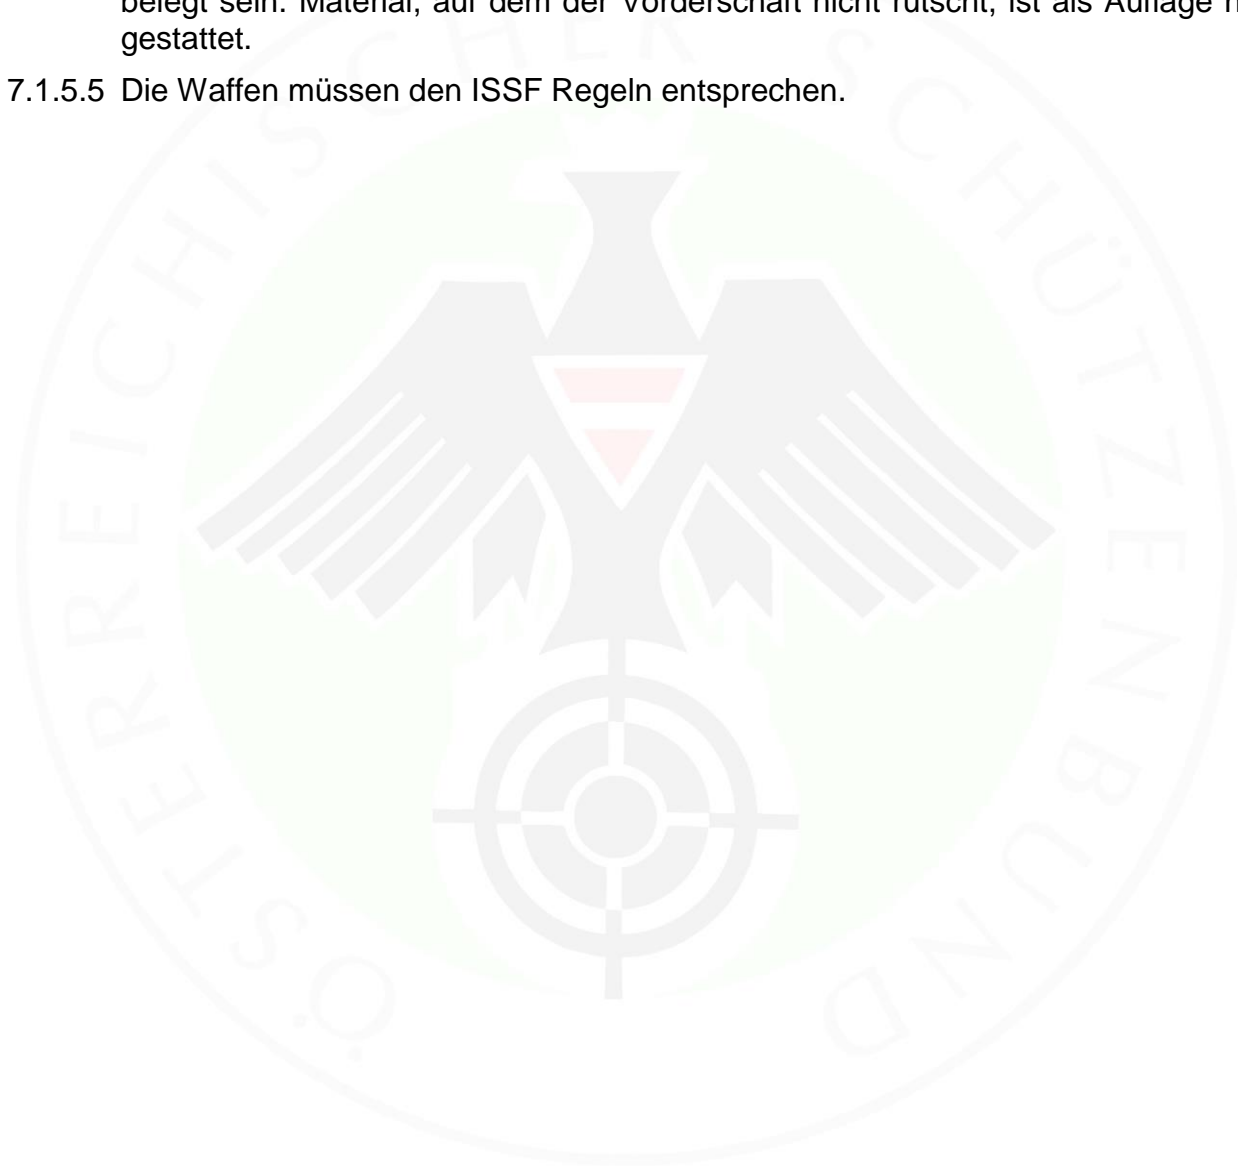 belegt sein. Material, auf dem der Vorderschaft nicht rutscht, ist als Auflage
gestattet.
7.1.5.5 Die Waffen müssen den ISSF Regeln entsprechen.
ÖSTERREICHISCHER SCHÜTZENBUND